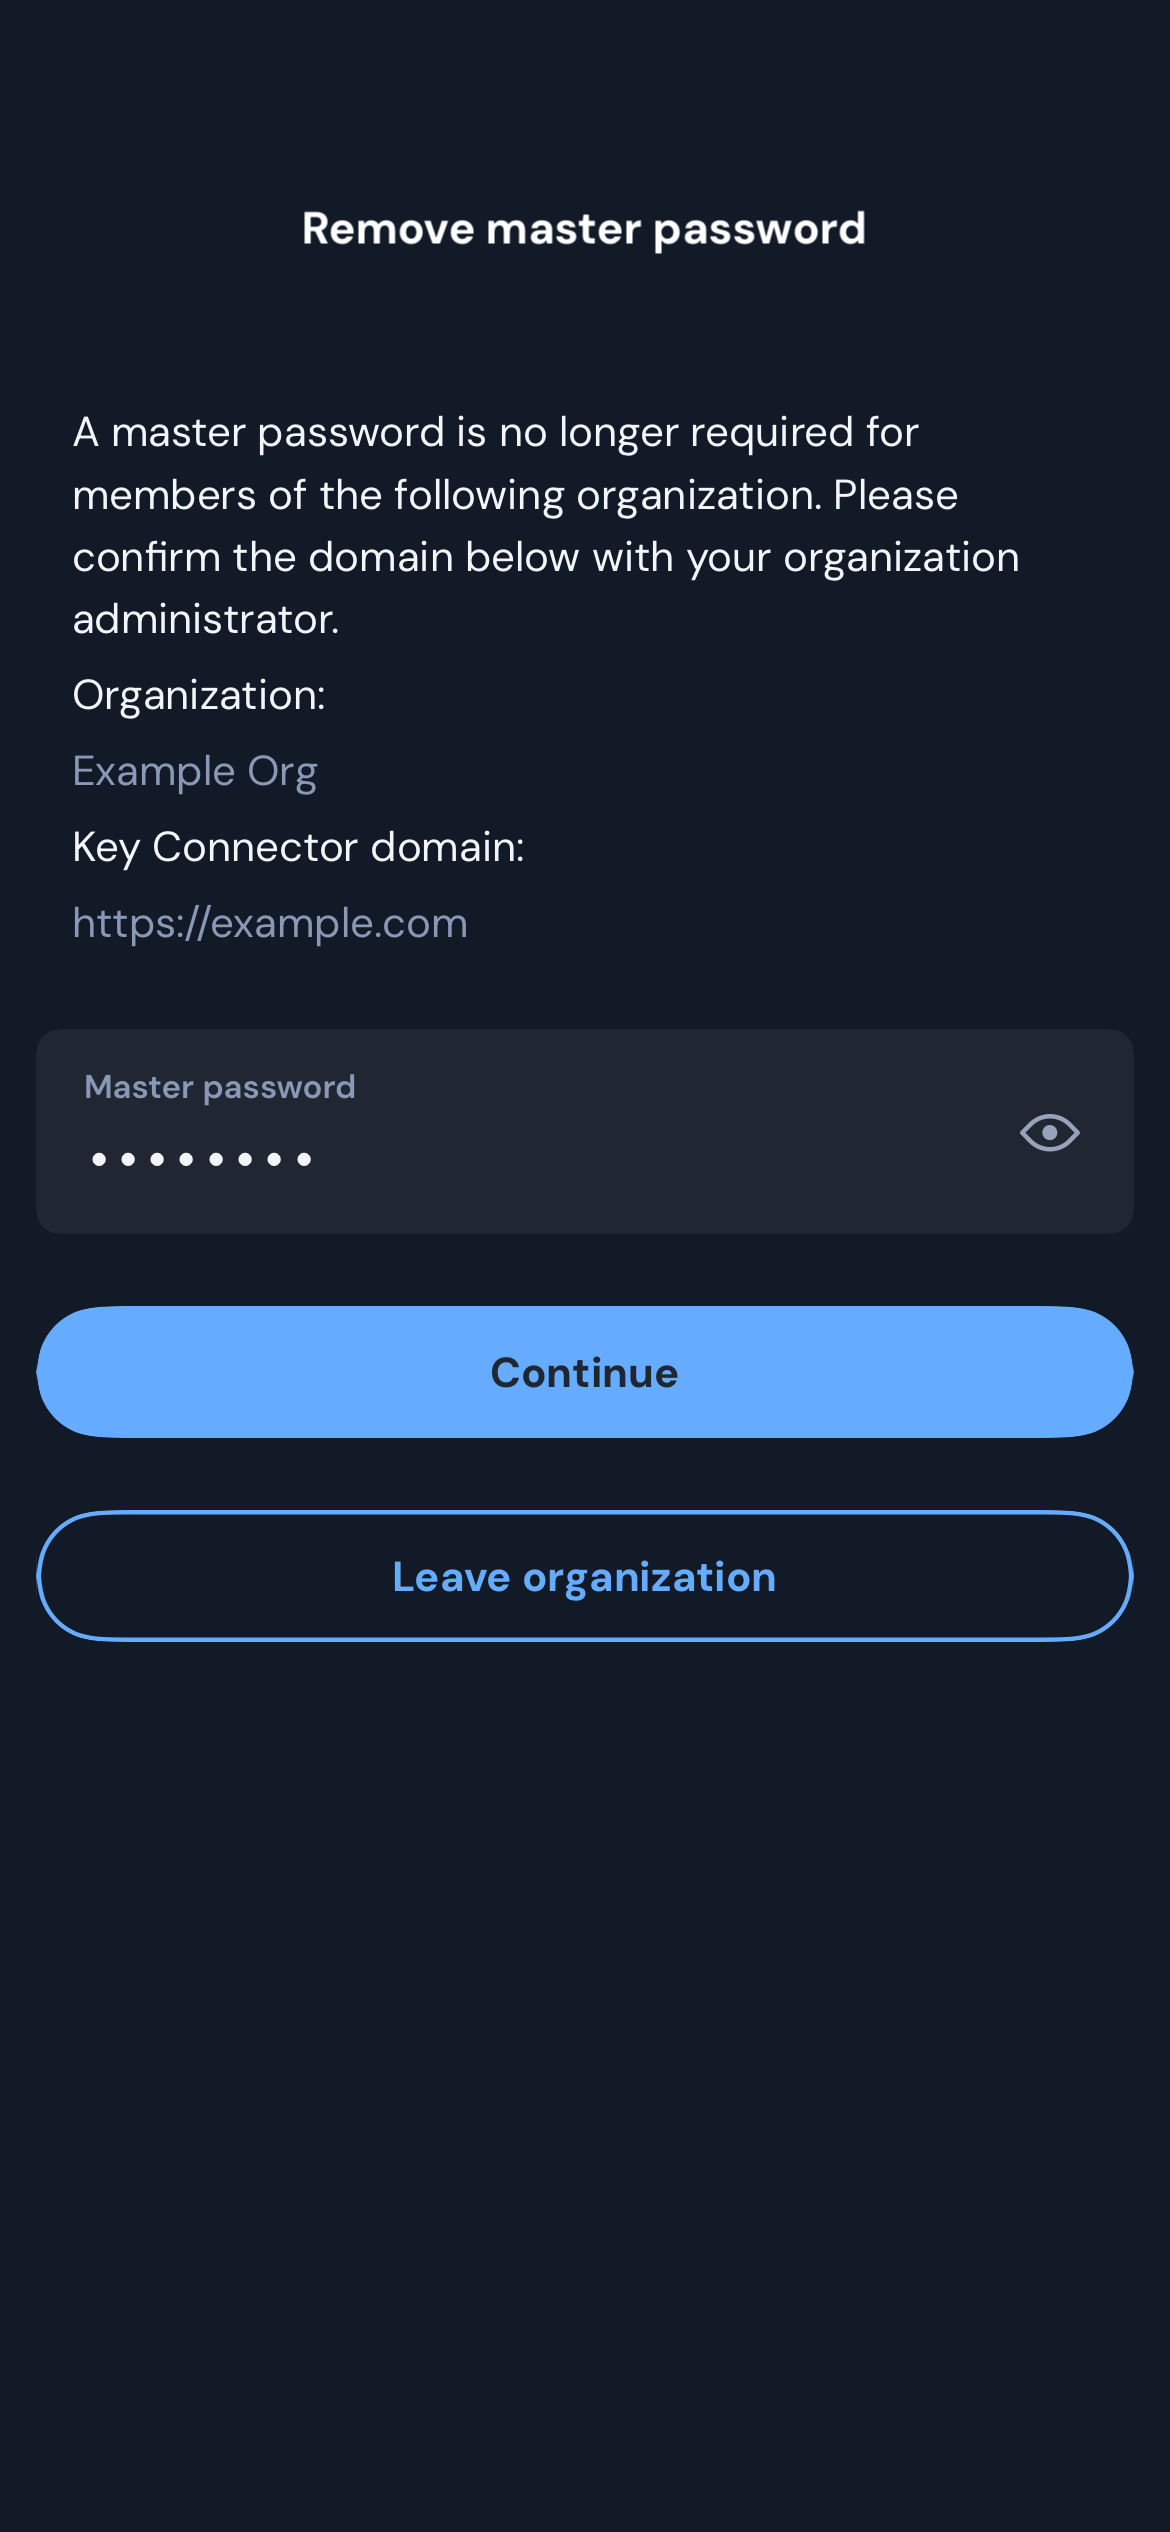 Remove master password
A master password is no longer required for
members of the following organization. Please
confirm the domain below with your organization
administrator.
Organization:
Example Org
Key Connector domain:
https://example.com
Master password
••••••••
Continue
Leave organization